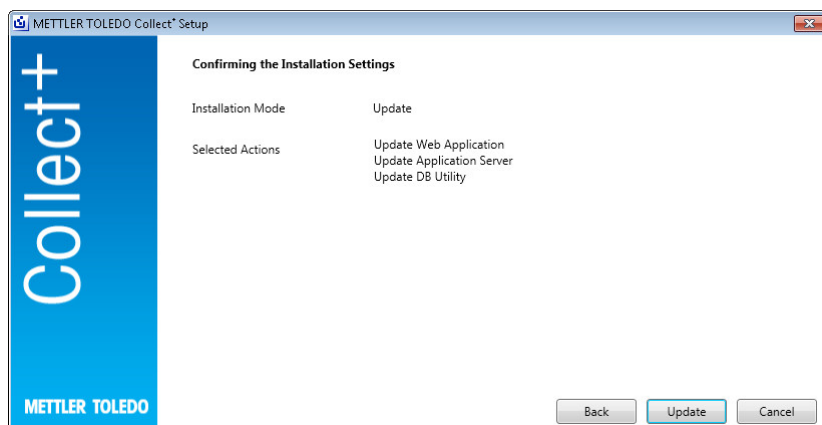 METTLER TOLEDO Collect+ Setup
Collect+
Confirming the Installation Settings
Installation Mode Update
Selected Actions Update Web Application
Update Application Server
Update DB Utility
METTLER TOLEDO
Back Update Cancel